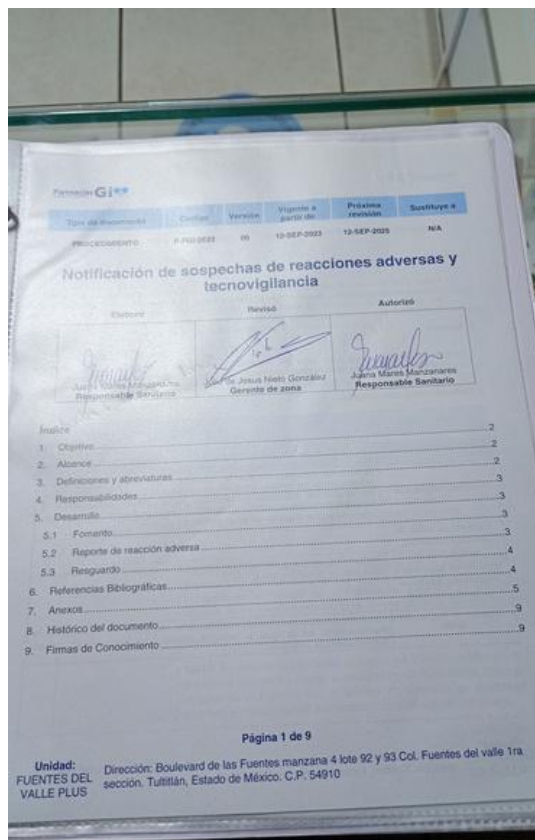 Farmacias Gi
Tipo de documento Código Versión Vigente a partir de Próxima revisión Sustituye a
PROCEDIMIENTO 00 12-SEP-2023 12-SEP-2025 N/A
Notificación de sospechas de reacciones adversas y
tecnovigilancia
Elaboró Revisó Autorizó
Juana Mares Manzanares de Jesus Nieto González Juana Mares Manzanares
Responsable Sanitario Gerente de zona Responsable Sanitario
Índice
1. Objetivo 2
2. Alcance 2
3. Definiciones y abreviaturas 2
4. Responsabilidades 3
5. Desarrollo 3
5.1 Fomento 3
5.2 Reporte de reacción adversa 3
5.3 Resguardo 4
6. Referencias Bibliográficas 4
7. Anexos 5
8. Histórico del documento 9
9. Firmas de Conocimiento 9
Página 1 de 9
Unidad:
FUENTES DEL
VALLE PLUS
Dirección: Boulevard de las Fuentes manzana 4 lote 92 y 93 Col. Fuentes del valle 1ra
sección. Tultitlán, Estado de México. C.P. 54910